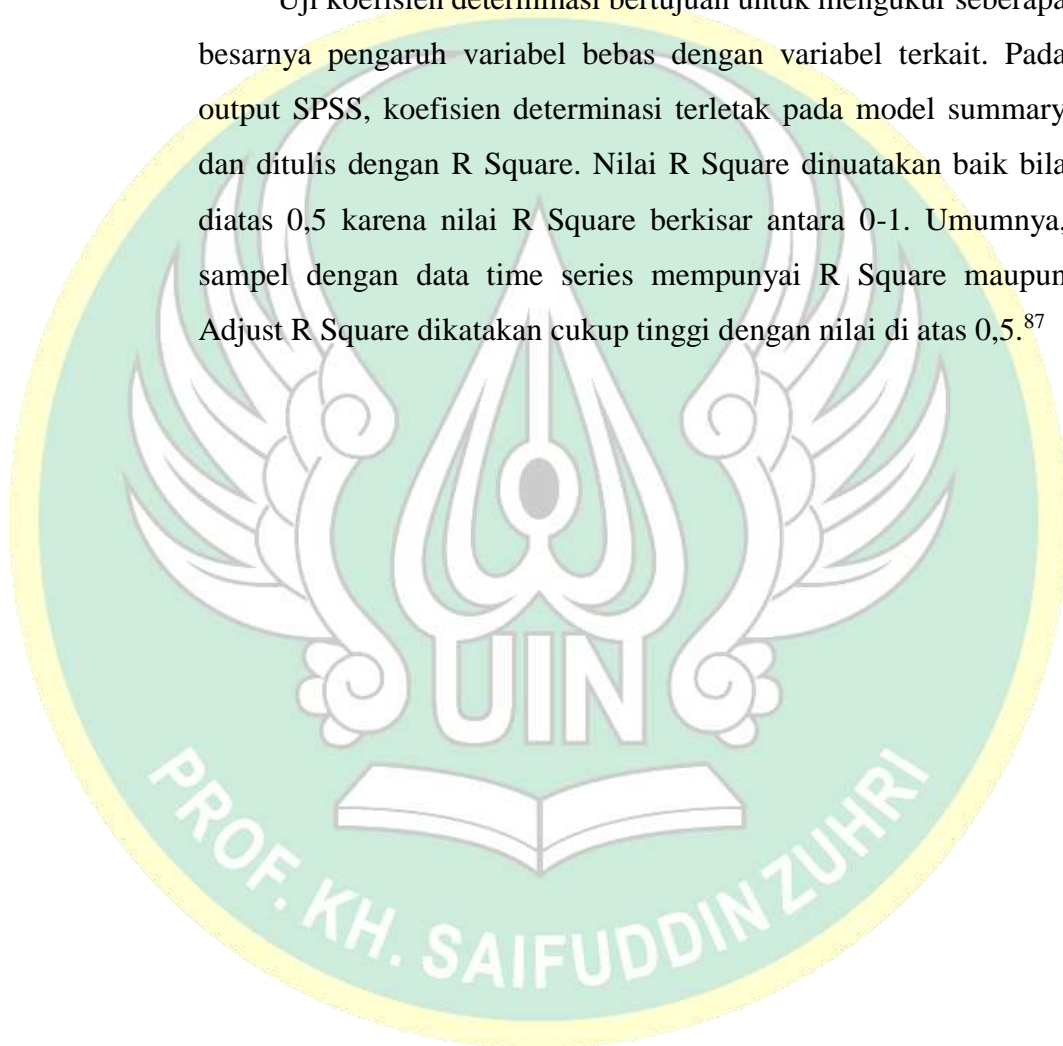 Uji koefisien determinasi bertujuan untuk mengukur seberapa
besarnya pengaruh variabel bebas dengan variabel terkait. Pada
output SPSS, koefisien determinasi terletak pada model summary
dan ditulis dengan R Square. Nilai R Square dinuatakan baik bila
diatas 0,5 karena nilai R Square berkisar antara 0-1. Umumnya,
sampel dengan data time series mempunyai R Square maupun
Adjust R Square dikatakan cukup tinggi dengan nilai di atas 0,5.87
UIN
PROF. KH. SAIFUDDIN ZUHRI